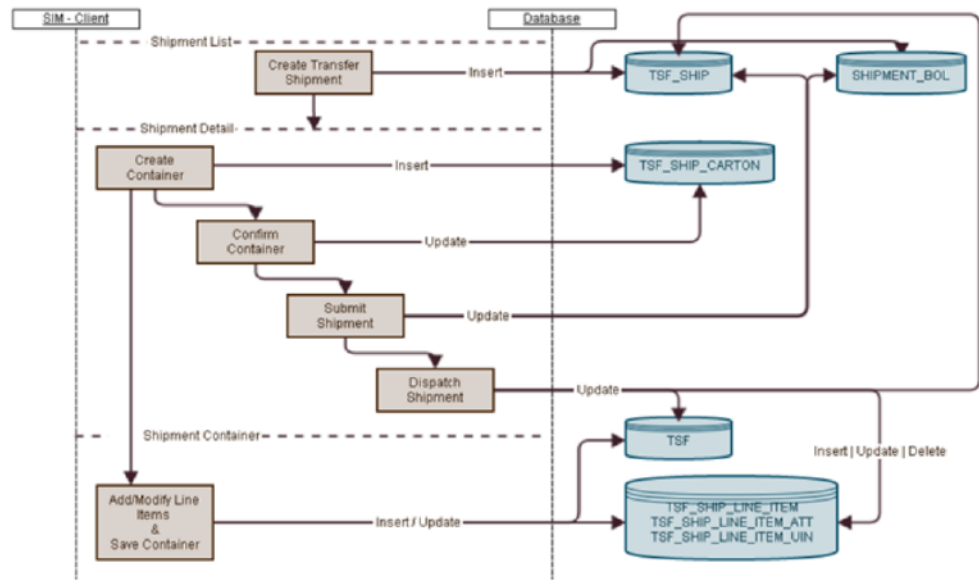 SIM - Client
Database
Shipment List
Create Transfer
Shipment
Insert
TSF_SHIP
SHIPMENT_BOL
Shipment Detail
Create
Container
Insert
TSF_SHIP_CARTON
Confirm
Container
Update
Submit
Shipment
Update
Dispatch
Shipment
Update
Shipment Container
TSF
Insert | Update | Delete
Add/Modify Line
Items
&
Save Container
Insert / Update
TSF_SHIP_LINE_ITEM
TSF_SHIP_LINE_ITEM_ATT
TSF_SHIP_LINE_ITEM_UIN